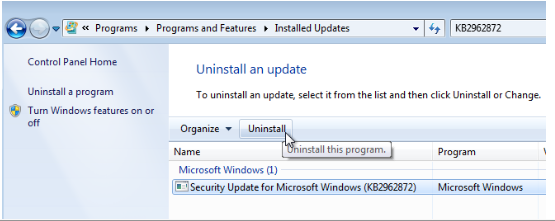 « Programs ▸ Programs and Features ▸ Installed Updates KB2962872
Control Panel Home
Uninstall a program
Turn Windows features on or
off
Uninstall an update
To uninstall an update, select it from the list and then click Uninstall or Change.
Organize Uninstall
Uninstall this program.
Name Program
Microsoft Windows (1)
Security Update for Microsoft Windows (KB2962872) Microsoft Windows